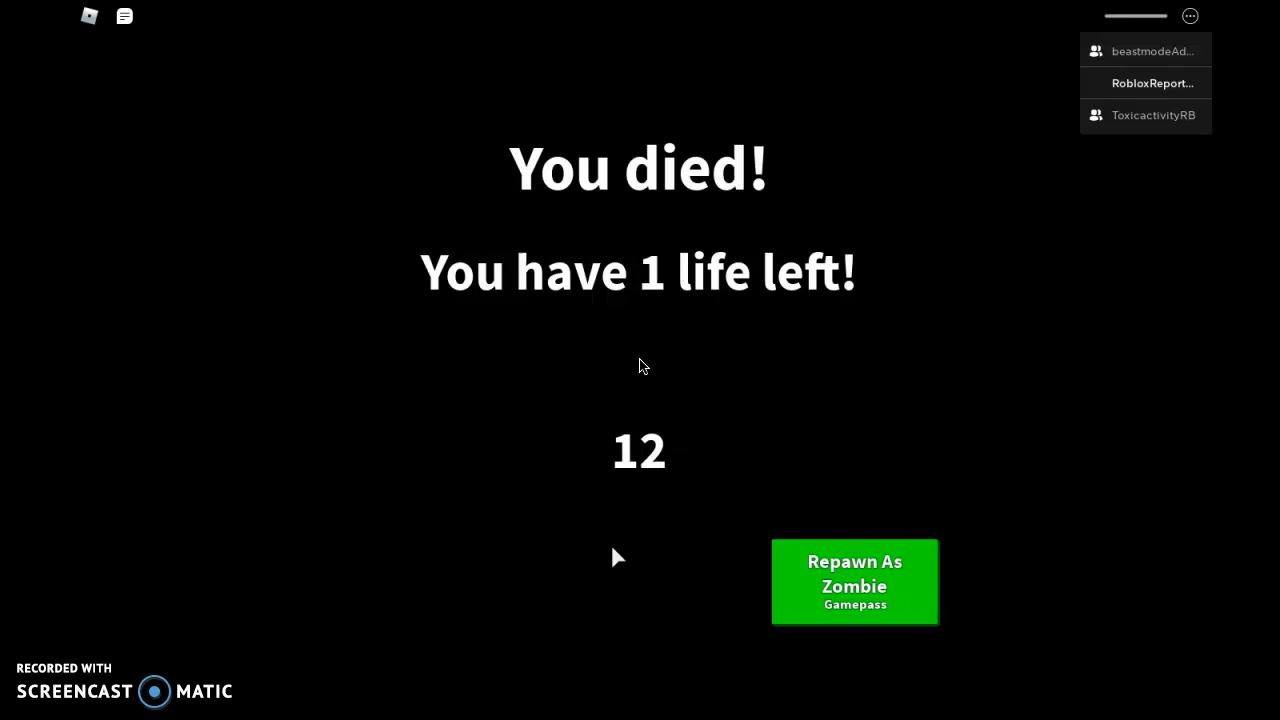 beastmodeAd...
RobloxReport...
ToxicactivityRB
You died!
You have 1 life left!
12
Repawn As
Zombie
Gamepass
RECORDED WITH
SCREENCAST MATIC